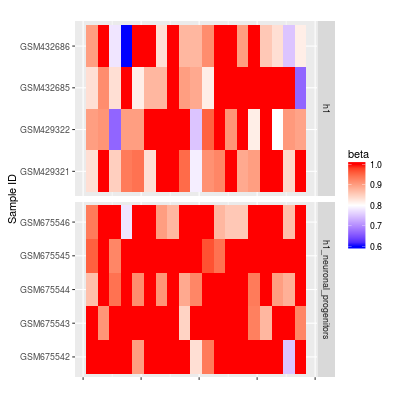 GSM432686
GSM432685
GSM429322
GSM429321
h1
GSM675546
GSM675545
GSM675544
GSM675543
GSM675542
h1_neuronal_progenitors
Sample ID
beta
1.0
0.9
0.8
0.7
0.6